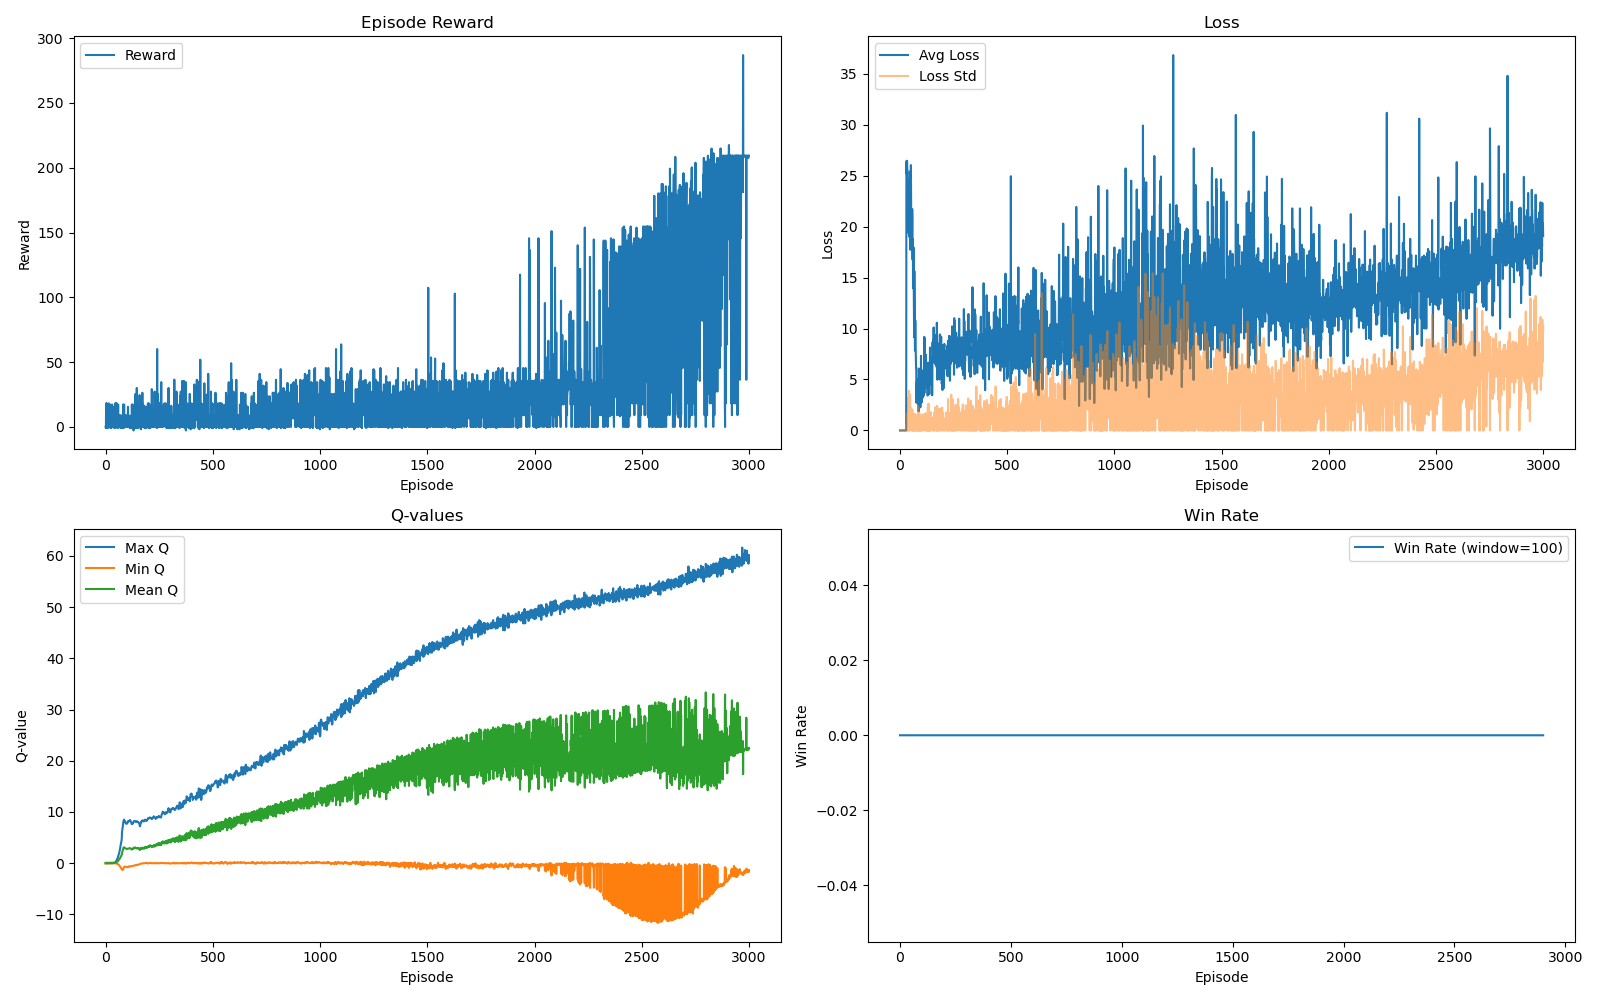 Episode Reward
Reward
300
250
200
150
100
50
0
Reward
0 500 1000 1500 2000 2500 3000
Episode
Loss
Avg Loss
Loss Std
35
30
25
20
15
10
5
0
Loss
0 500 1000 1500 2000 2500 3000
Episode
Q-values
Max Q
Min Q
Mean Q
60
50
40
30
20
10
0
−10
Q-value
0 500 1000 1500 2000 2500 3000
Episode
Win Rate
Win Rate (window=100)
0.04
0.02
0.00
−0.02
−0.04
Win Rate
0 500 1000 1500 2000 2500 3000
Episode